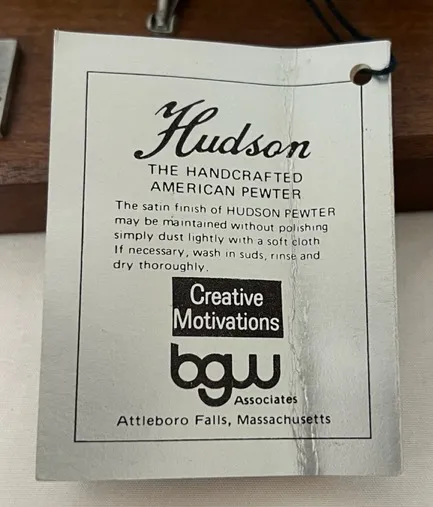 Hudson
THE HANDCRAFTED
AMERICAN PEWTER
The satin finish of HUDSON PEWTER
may be maintained without polishing
simply dust lightly with a soft cloth
If necessary, wash in suds, rinse and
dry thoroughly.
Creative
Motivations
bgw
Associates
Attleboro Falls, Massachusetts